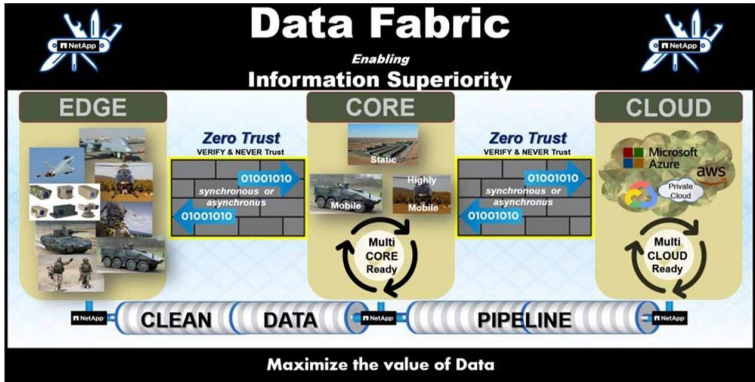 Data Fabric
Enabling
Information Superiority
NetApp
NetApp
EDGE
CORE
CLOUD
Zero Trust
VERIFY & NEVER Trust
01001010
synchronous or
asynchronus
01001010
Static
Mobile
Highly
Mobile
Multi
CORE
Ready
Zero Trust
VERIFY & NEVER Trust
01001010
synchronous or
asynchronus
01001010
Microsoft
Azure
aws
Private
Cloud
Multi
CLOUD
Ready
NetApp
CLEAN DATA
NetApp
PIPELINE
NetApp
Maximize the value of Data